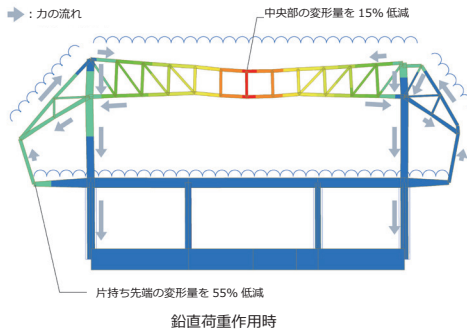 ：力の流れ
中央部の変形量を 15% 低減
片持ち先端の変形量を 55% 低減
鉛直荷重作用時